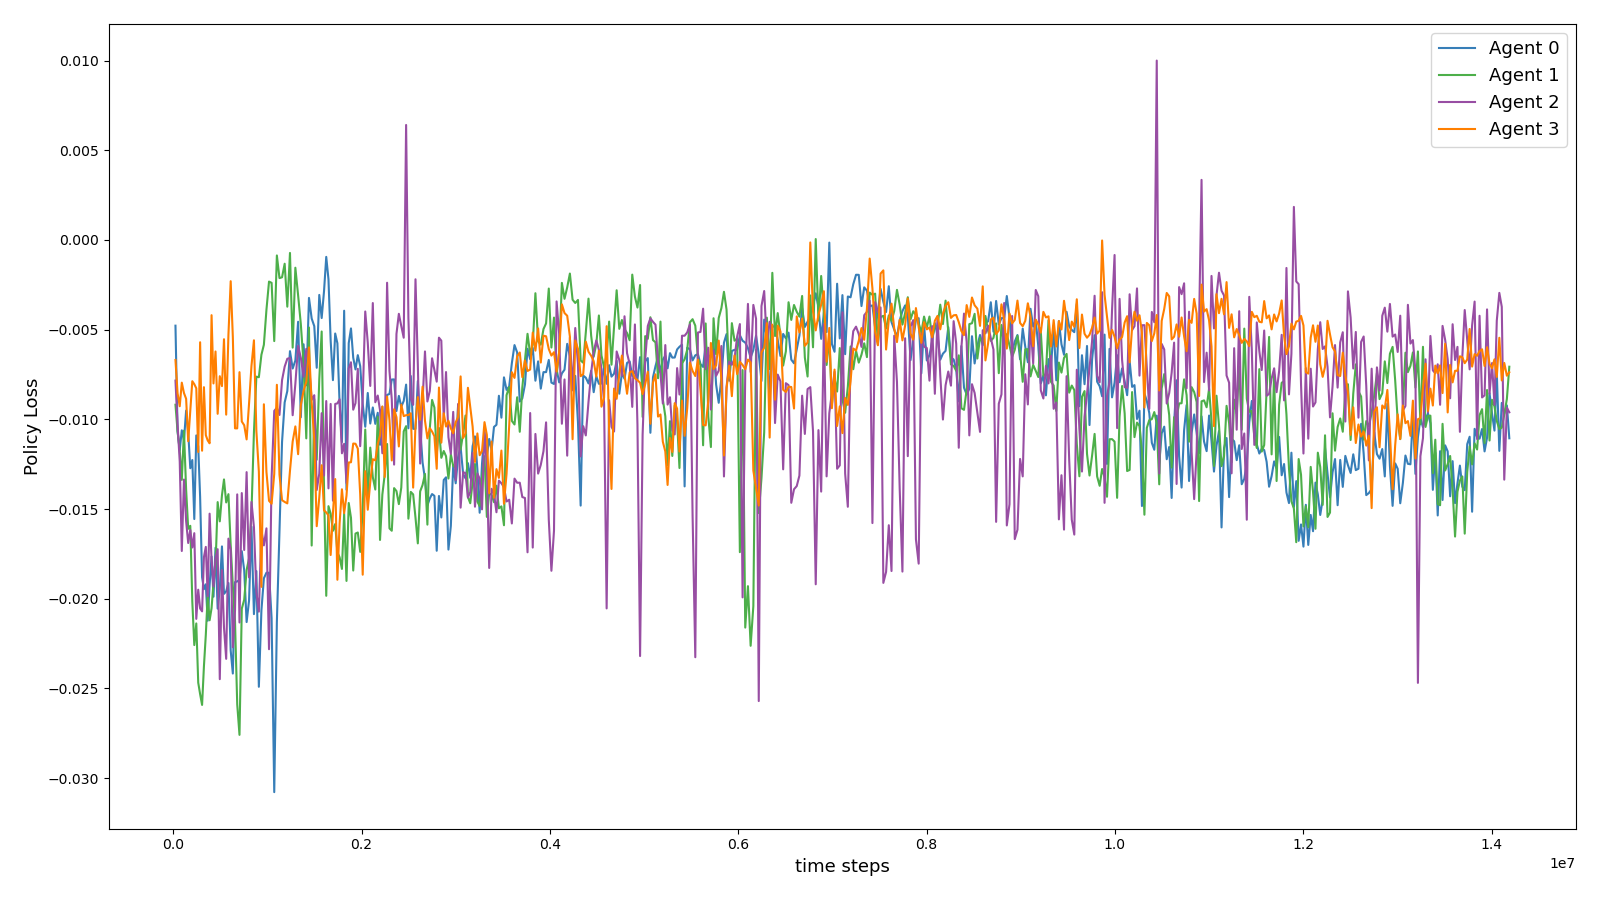 Agent 0
Agent 1
Agent 2
Agent 3
0.010
0.005
0.000
−0.005
−0.010
−0.015
−0.020
−0.025
−0.030
Policy Loss
0.0 0.2 0.4 0.6 0.8 1.0 1.2 1.4
1e7
time steps